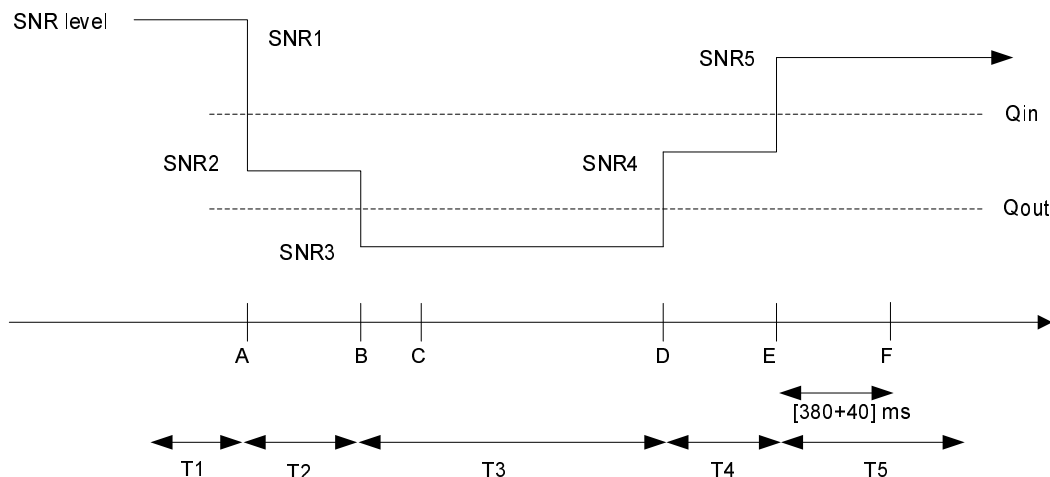 SNR level
SNR1
SNR5
Qin
SNR2
SNR4
Qout
SNR3
A B C D E F
[380+40] ms
T1 T2 T3 T4 T5